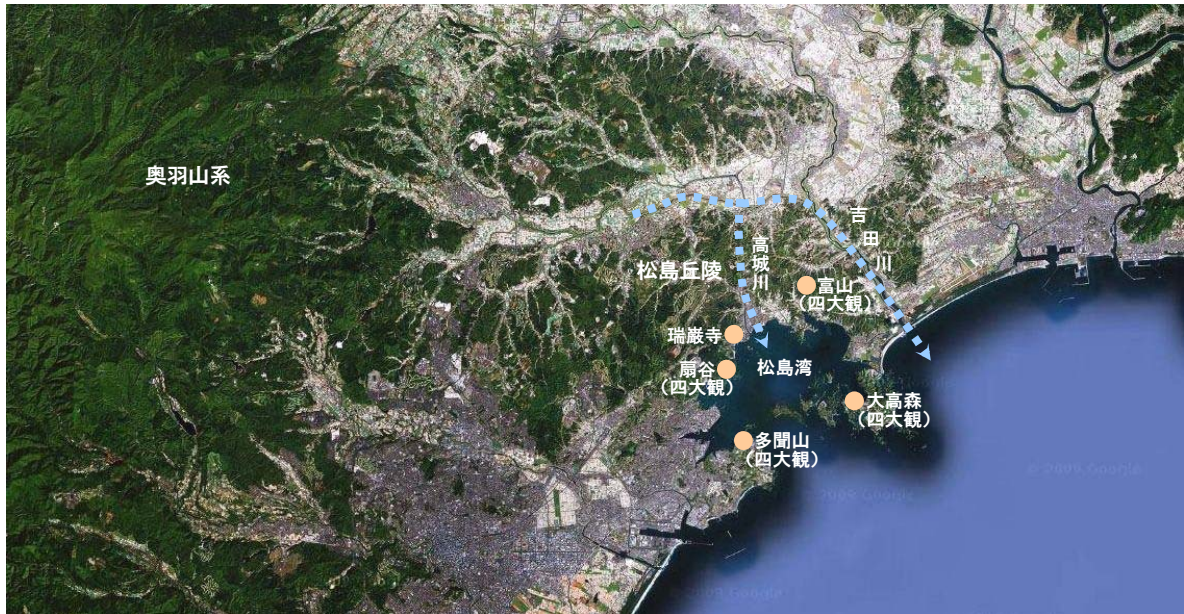 奥羽山系
吉田川
高城川
松島丘陵
富山
（四大観）
瑞巌寺
松島湾
扇谷
（四大観）
大高森
（四大観）
多聞山
（四大観）
© 2009 Google
© 2009 Google